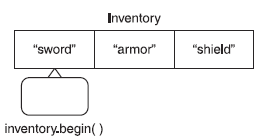 Inventory
“sword” “armor” “shield”
inventory.begin( )